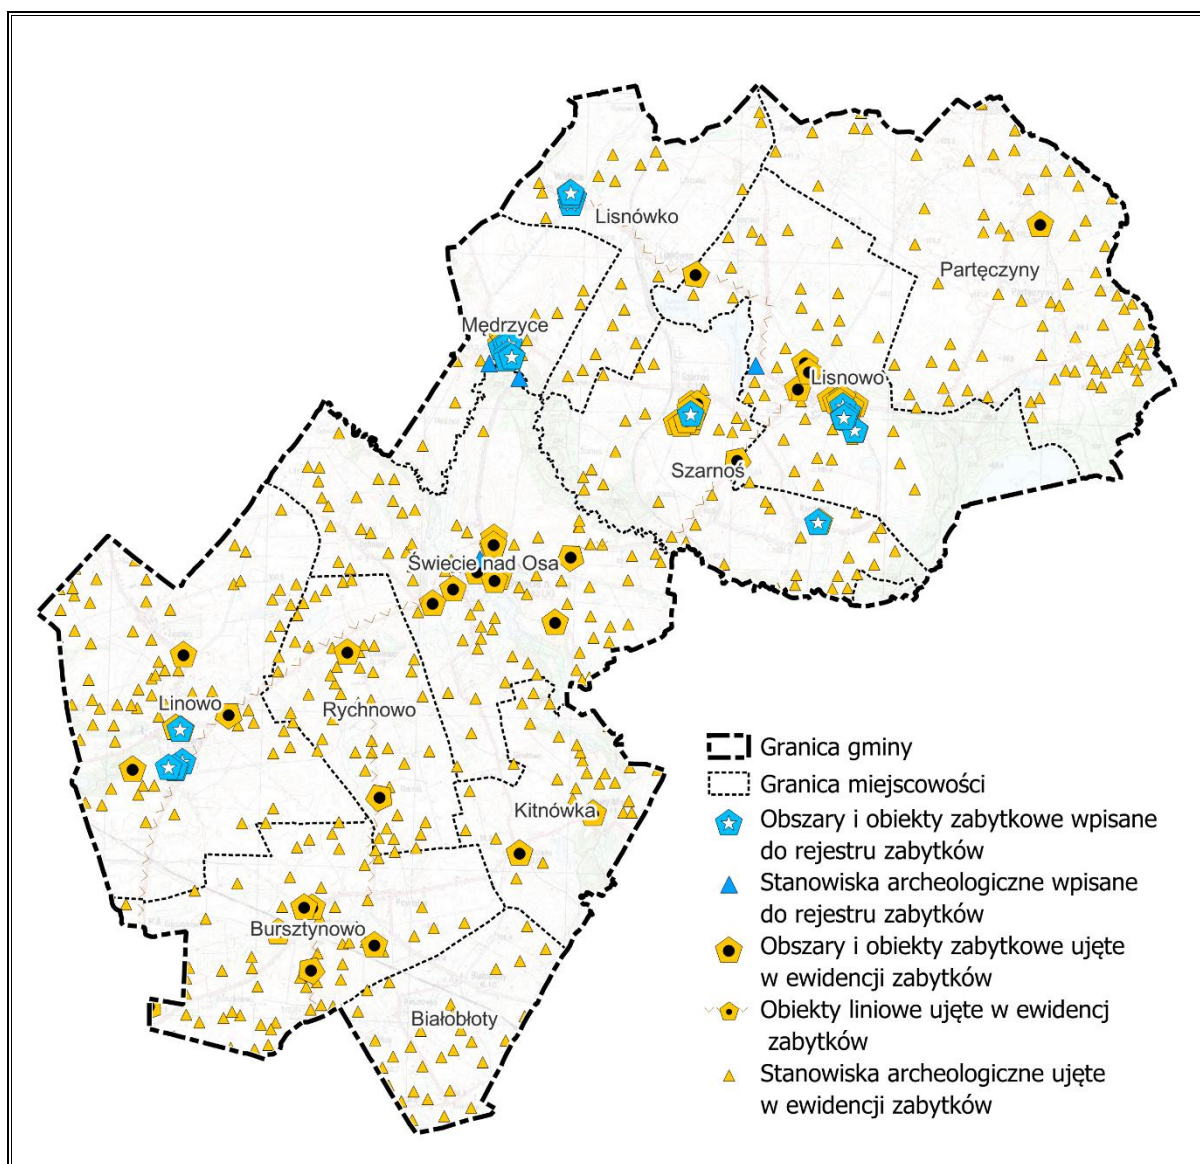 Lisnówko
Partęczyny
Mędrzyce
Lisnowo
Szarnoś
Świecie nad Osa
Linowo
Rychnowo
Kitnówka
Bursztynowo
Białobłoty
Granica gminy
Granica miejscowości
Obszary i obiekty zabytkowe wpisane
do rejestru zabytków
Stanowiska archeologiczne wpisane
do rejestru zabytków
Obszary i obiekty zabytkowe ujęte
w ewidencji zabytków
Obiekty liniowe ujęte w ewidencj
zabytków
Stanowiska archeologiczne ujęte
w ewidencji zabytków